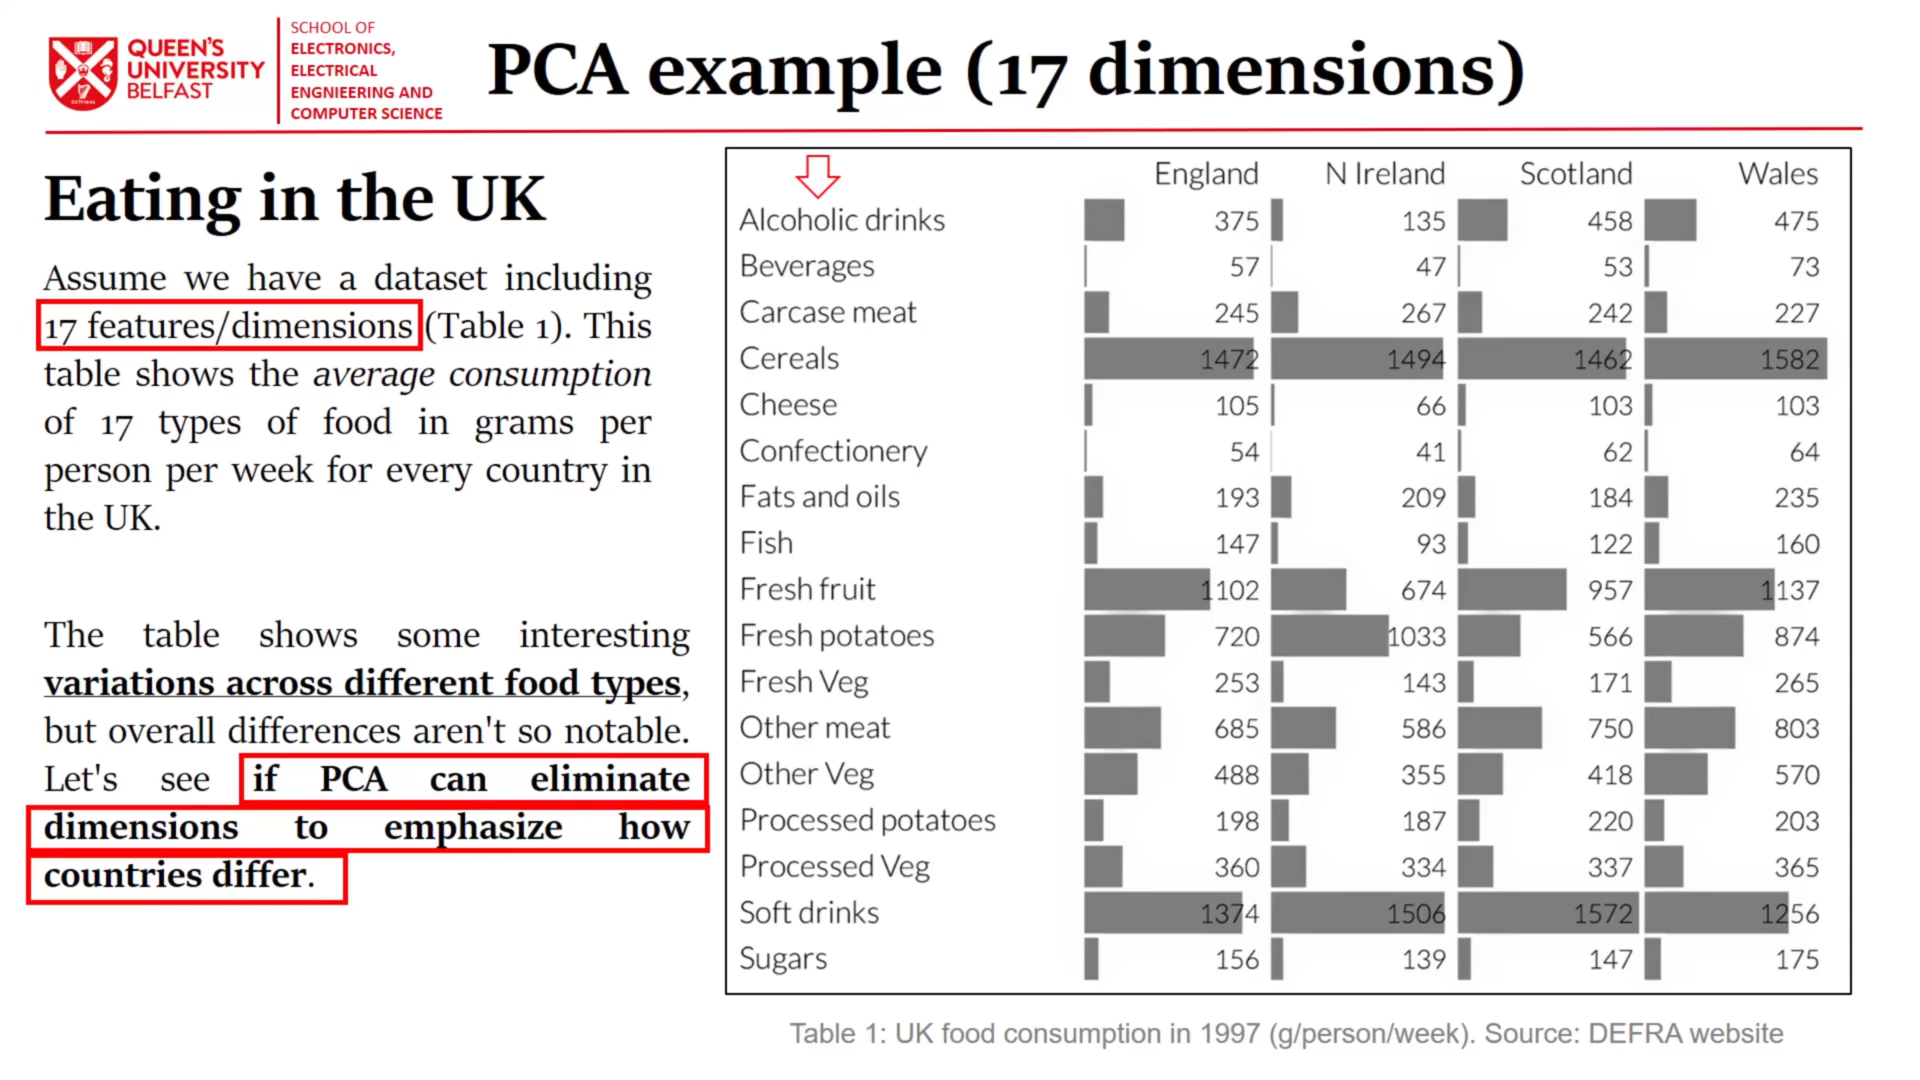 QUEEN'S
UNIVERSITY
BELFAST
ESTD1845
SCHOOL OF
ELECTRONICS,
ELECTRICAL
ENGNIEERING AND
COMPUTER SCIENCE
PCA example (17 dimensions)
Eating in the UK
Assume we have a dataset including
17 features/dimensions (Table 1). This
table shows the average consumption
of 17 types of food in grams per
person per week for every country in
the UK.
The table shows some interesting
variations across different food types,
but overall differences aren't so notable.
Let's see if PCA can eliminate
dimensions to emphasize how
countries differ.
England N Ireland Scotland Wales
Alcoholic drinks 375 135 458 475
Beverages 57 47 53 73
Carcase meat 245 267 242 227
Cereals 1472 1494 1462 1582
Cheese 105 66 103 103
Confectionery 54 41 62 64
Fats and oils 193 209 184 235
Fish 147 93 122 160
Fresh fruit 1102 674 957 1137
Fresh potatoes 720 1033 566 874
Fresh Veg 253 143 171 265
Other meat 685 586 750 803
Other Veg 488 355 418 570
Processed potatoes 198 187 220 203
Processed Veg 360 334 337 365
Soft drinks 1374 1506 1572 1256
Sugars 156 139 147 175
Table 1: UK food consumption in 1997 (g/person/week). Source: DEFRA website